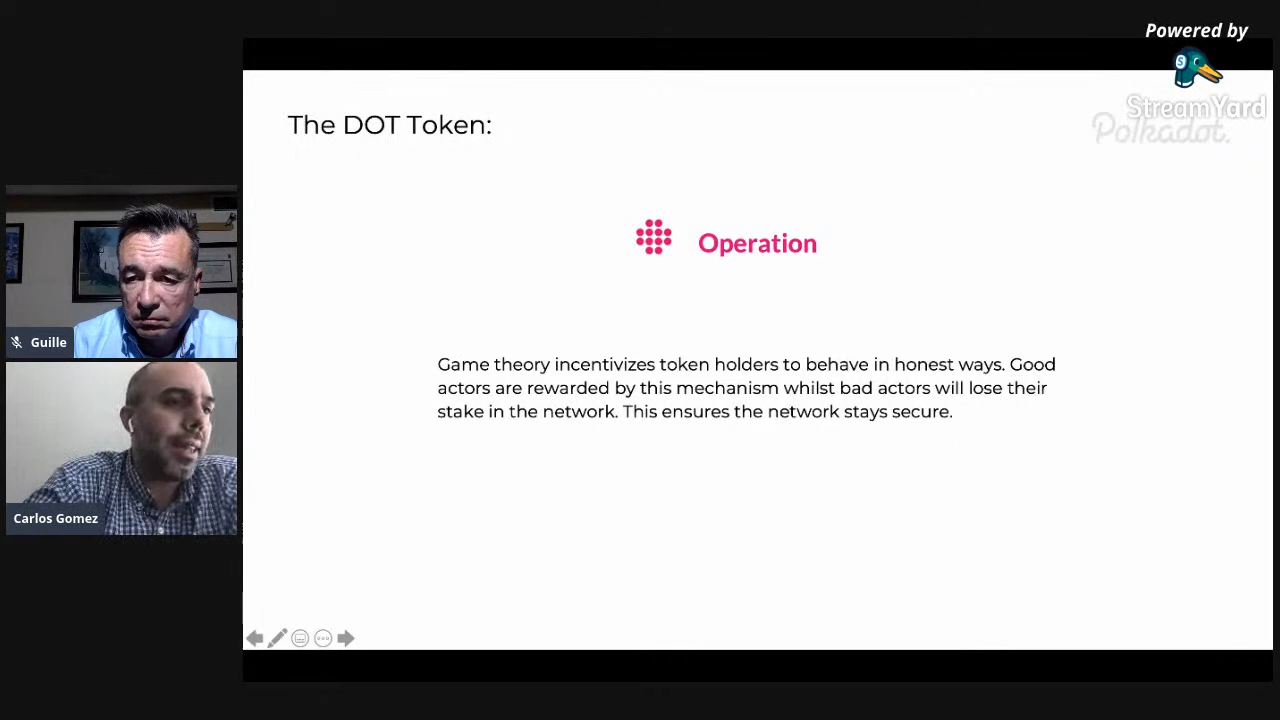 Powered by
StreamYard
Polkadot.
The DOT Token:
Operation
Game theory incentivizes token holders to behave in honest ways. Good
actors are rewarded by this mechanism whilst bad actors will lose their
stake in the network. This ensures the network stays secure.
Guille
Carlos Gomez